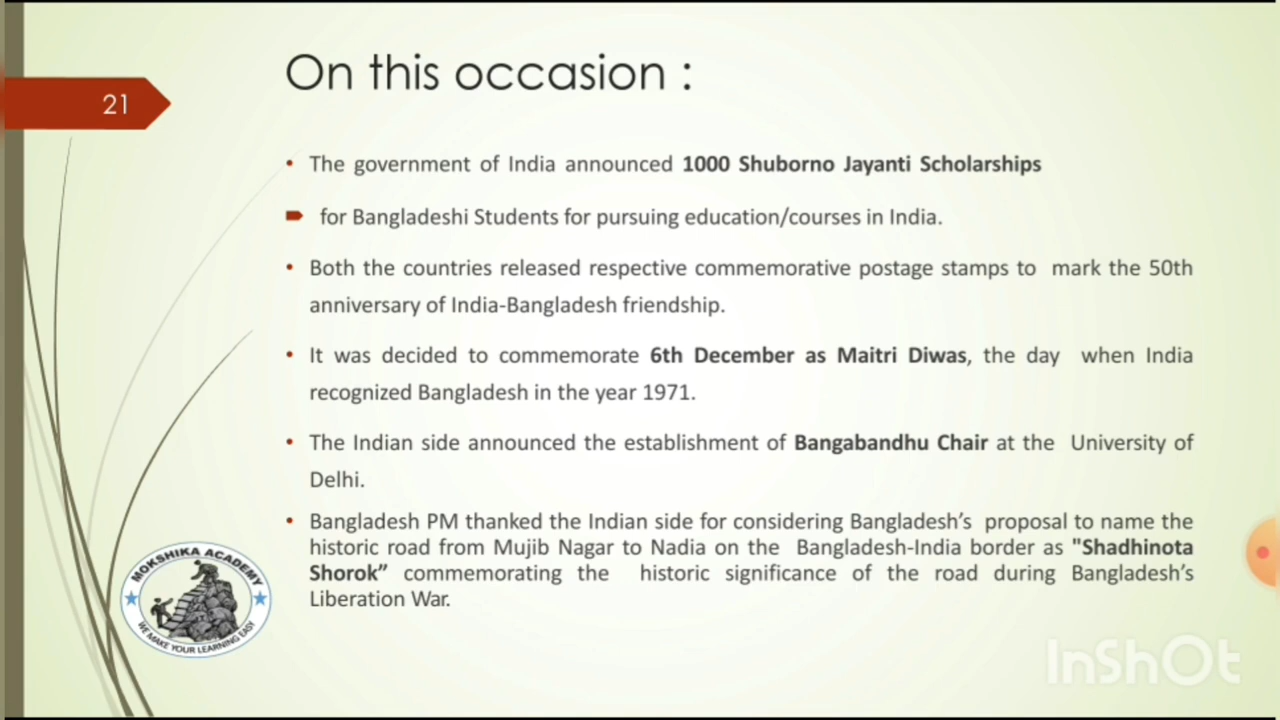 On this occasion :
21
• The government of India announced 1000 Shuborno Jayanti Scholarships
for Bangladeshi Students for pursuing education/courses in India.
• Both the countries released respective commemorative postage stamps to mark the 50th
anniversary of India-Bangladesh friendship.
• It was decided to commemorate 6th December as Maitri Diwas, the day when India
recognized Bangladesh in the year 1971.
• The Indian side announced the establishment of Bangabandhu Chair at the University of
Delhi.
• Bangladesh PM thanked the Indian side for considering Bangladesh’s proposal to name the
historic road from Mujib Nagar to Nadia on the Bangladesh-India border as "Shadhinota
Shorok” commemorating the historic significance of the road during Bangladesh’s
Liberation War.
MOKSHIKA ACADEMY
WE MAKE YOUR LEARNING EASY
InShOt